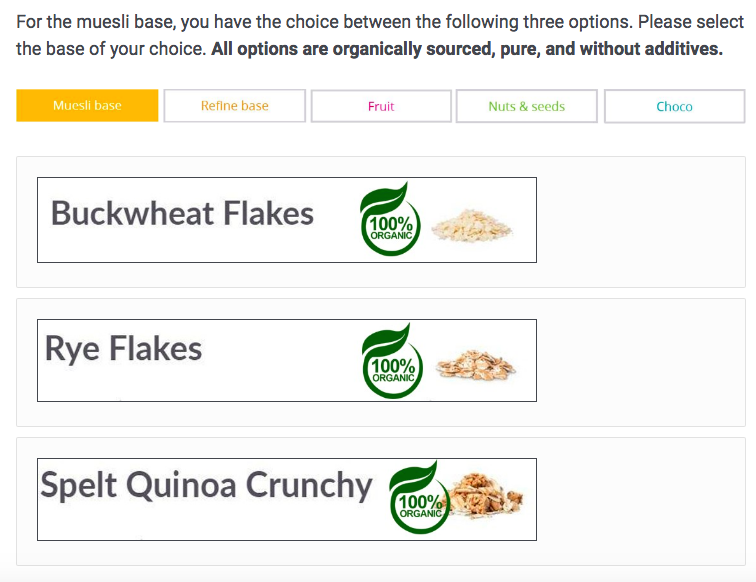 For the muesli base, you have the choice between the following three options. Please select
the base of your choice. All options are organically sourced, pure, and without additives.
Muesli base
Refine base
Fruit
Nuts & seeds
Choco
Buckwheat Flakes
100%
ORGANIC
Rye Flakes
100%
ORGANIC
Spelt Quinoa Crunchy
100%
ORGANIC